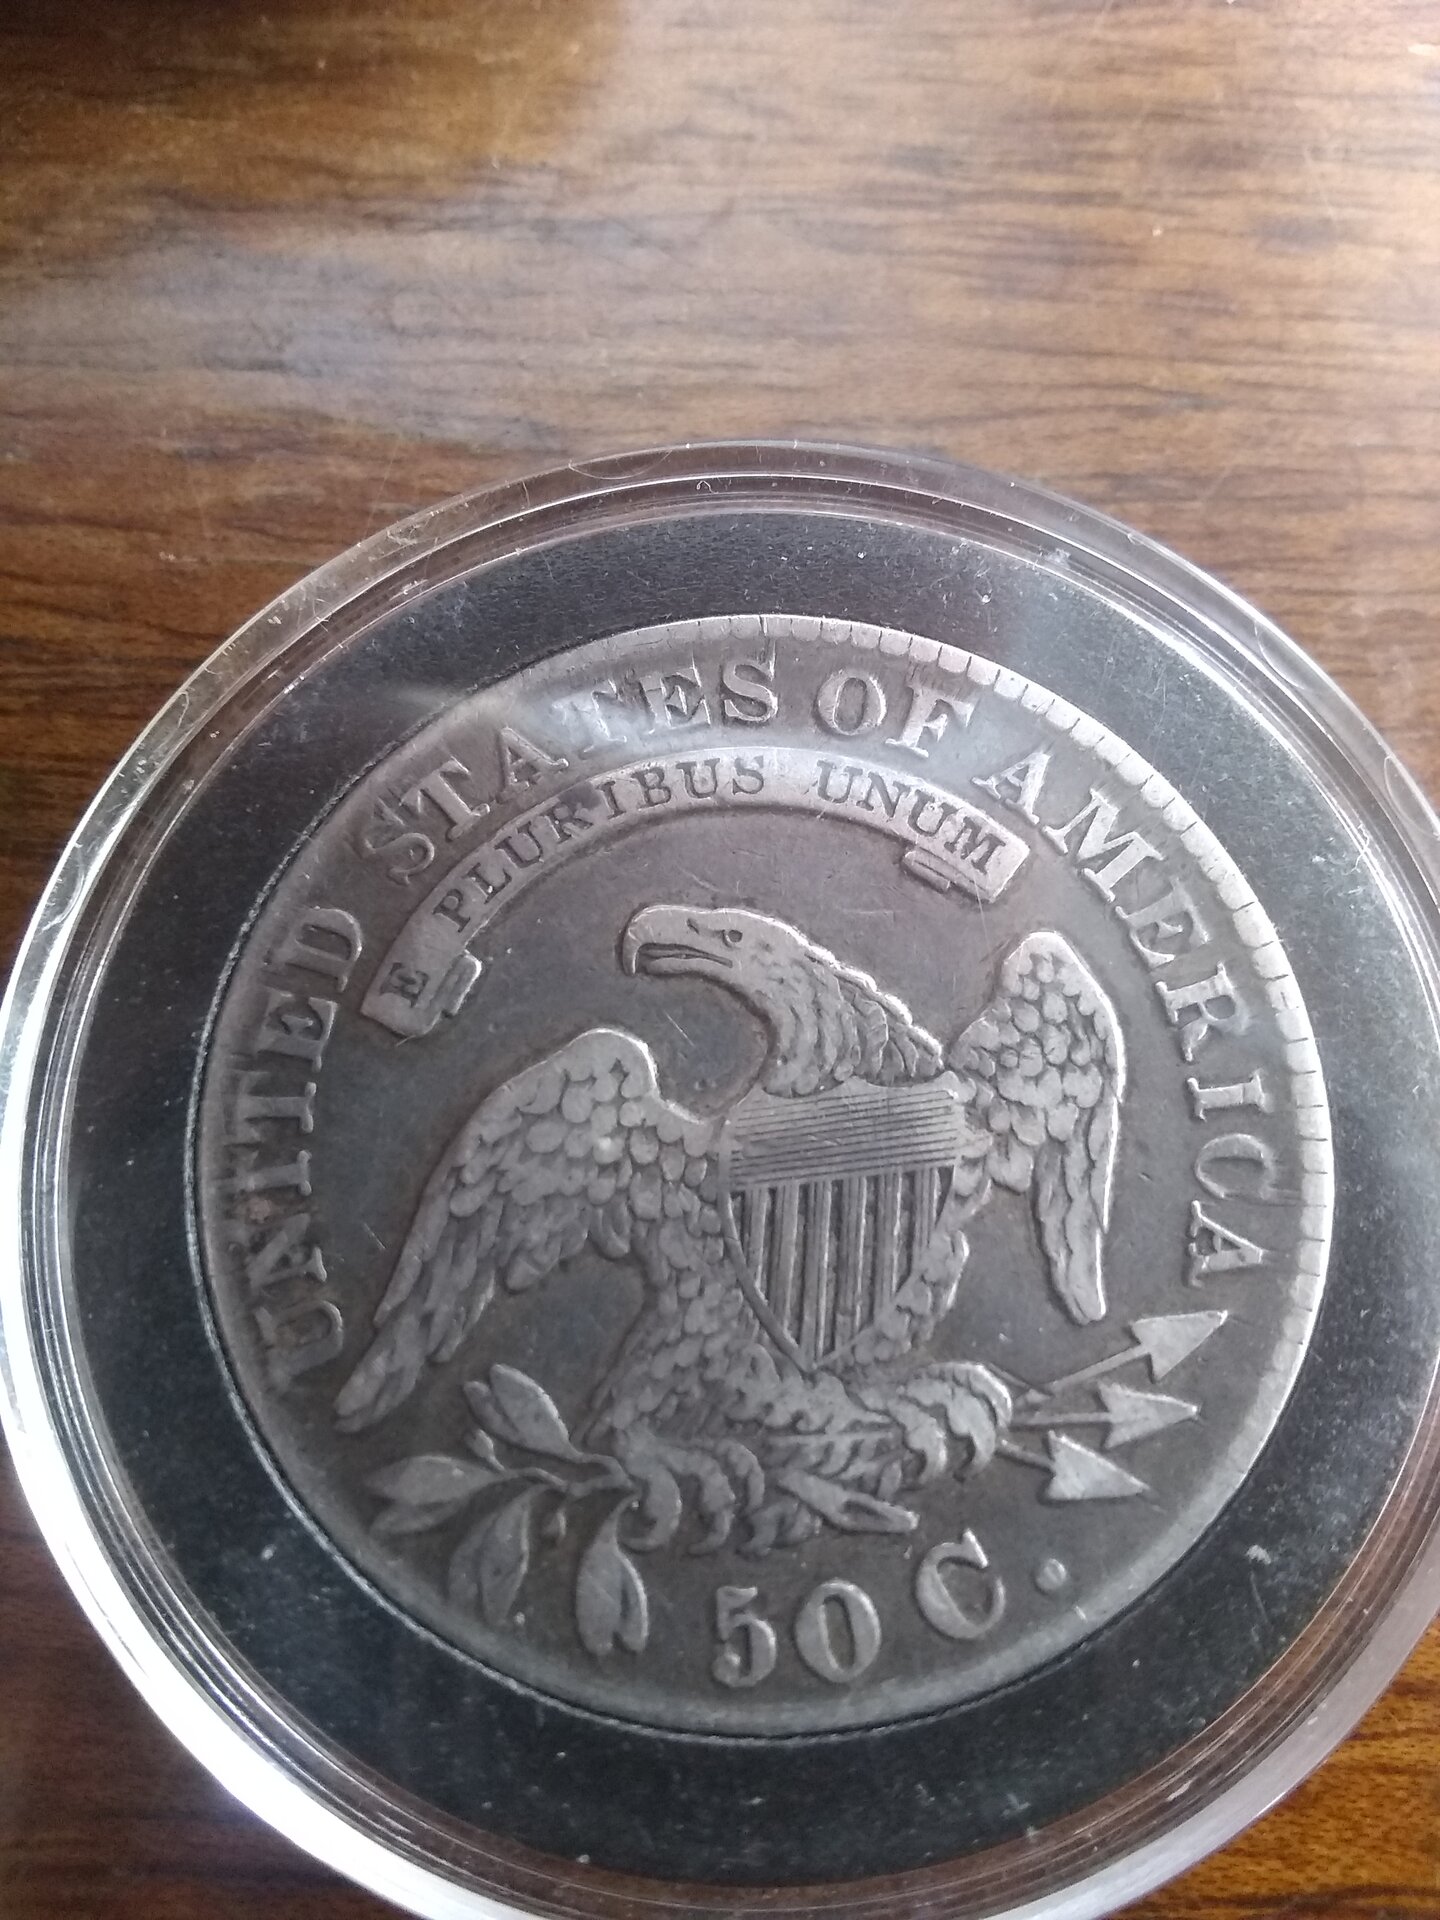 UNITED STATES OF AMERICA
E PLURIBUS UNUM
50 C.